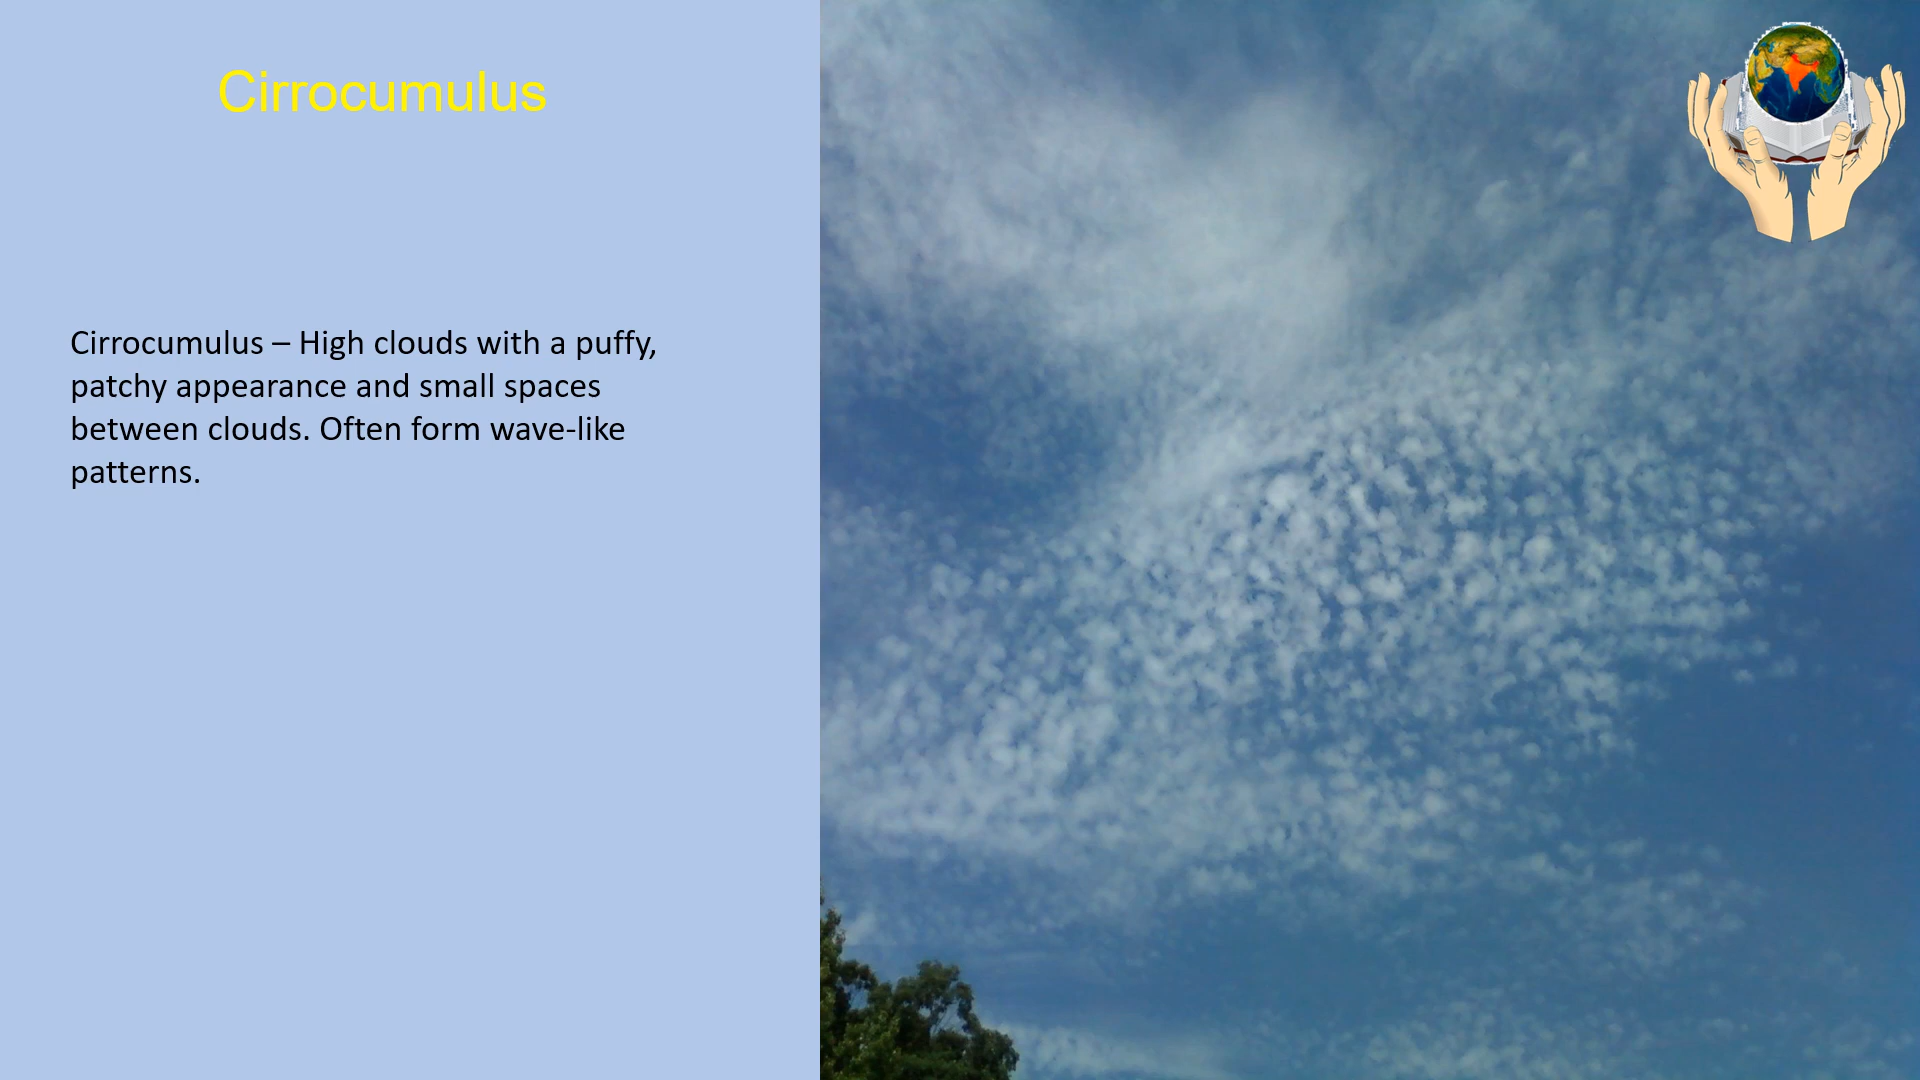 Cirrocumulus
Cirrocumulus – High clouds with a puffy,
patchy appearance and small spaces
between clouds. Often form wave-like
patterns.